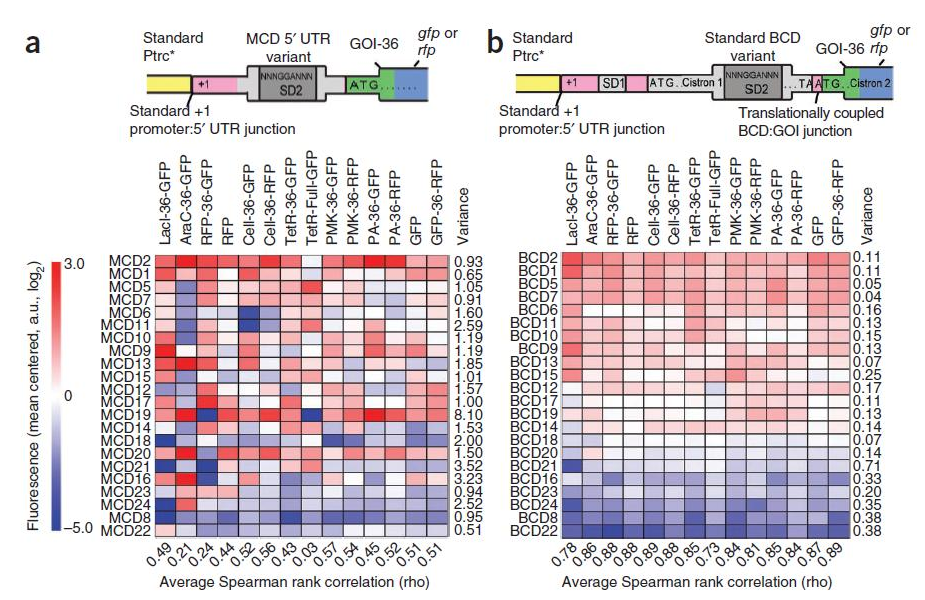 a
Standard
Ptrc*
MCD 5′ UTR
variant
GOI-36
gfp or
rfp
+1
NNNGGANNN
SD2
ATG.......
Standard +1
promoter:5′ UTR junction
b
Standard
Ptrc*
Standard BCD
variant
GOI-36
gfp or
rfp
+1
SD1
ATG..Cistron 1
NNNGGANNN
SD2
...TAATG..Cistron 2
Standard +1
promoter:5′ UTR junction
Translationally coupled
BCD:GOI junction
LacI-36-GFP
AraC-36-GFP
RFP-36-GFP
RFP
Cell-36-GFP
Cell-36-RFP
TetR-36-GFP
TetR-Full-GFP
PMK-36-GFP
PMK-36-RFP
PA-36-GFP
PA-36-RFP
GFP
GFP-36-RFP
Variance
MCD2 0.93
MCD1 0.65
MCD5 1.05
MCD7 0.91
MCD6 1.60
MCD11 2.59
MCD10 1.19
MCD9 1.19
MCD13 1.85
MCD15 1.01
MCD12 1.57
MCD17 1.00
MCD19 8.10
MCD14 1.53
MCD18 2.00
MCD20 1.50
MCD21 3.52
MCD16 3.23
MCD23 0.94
MCD24 2.52
MCD8 0.95
MCD22 0.51
0.49 0.21 0.24 0.44 0.52 0.56 0.43 0.03 0.57 0.54 0.45 0.52 0.51 0.51
Average Spearman rank correlation (rho)
Fluorescence (mean centered, a.u., log2)
3.0
0
–5.0
LacI-36-GFP
AraC-36-GFP
RFP-36-GFP
RFP
Cell-36-GFP
Cell-36-RFP
TetR-36-GFP
TetR-Full-GFP
PMK-36-GFP
PMK-36-RFP
PA-36-GFP
PA-36-RFP
GFP
GFP-36-RFP
Variance
BCD2 0.11
BCD1 0.11
BCD5 0.05
BCD7 0.04
BCD6 0.16
BCD11 0.13
BCD10 0.15
BCD9 0.13
BCD13 0.07
BCD15 0.25
BCD12 0.17
BCD17 0.11
BCD19 0.13
BCD14 0.14
BCD18 0.07
BCD20 0.14
BCD21 0.71
BCD16 0.33
BCD23 0.20
BCD24 0.35
BCD8 0.38
BCD22 0.38
0.78 0.86 0.88 0.88 0.89 0.88 0.85 0.73 0.84 0.81 0.85 0.84 0.87 0.89
Average Spearman rank correlation (rho)